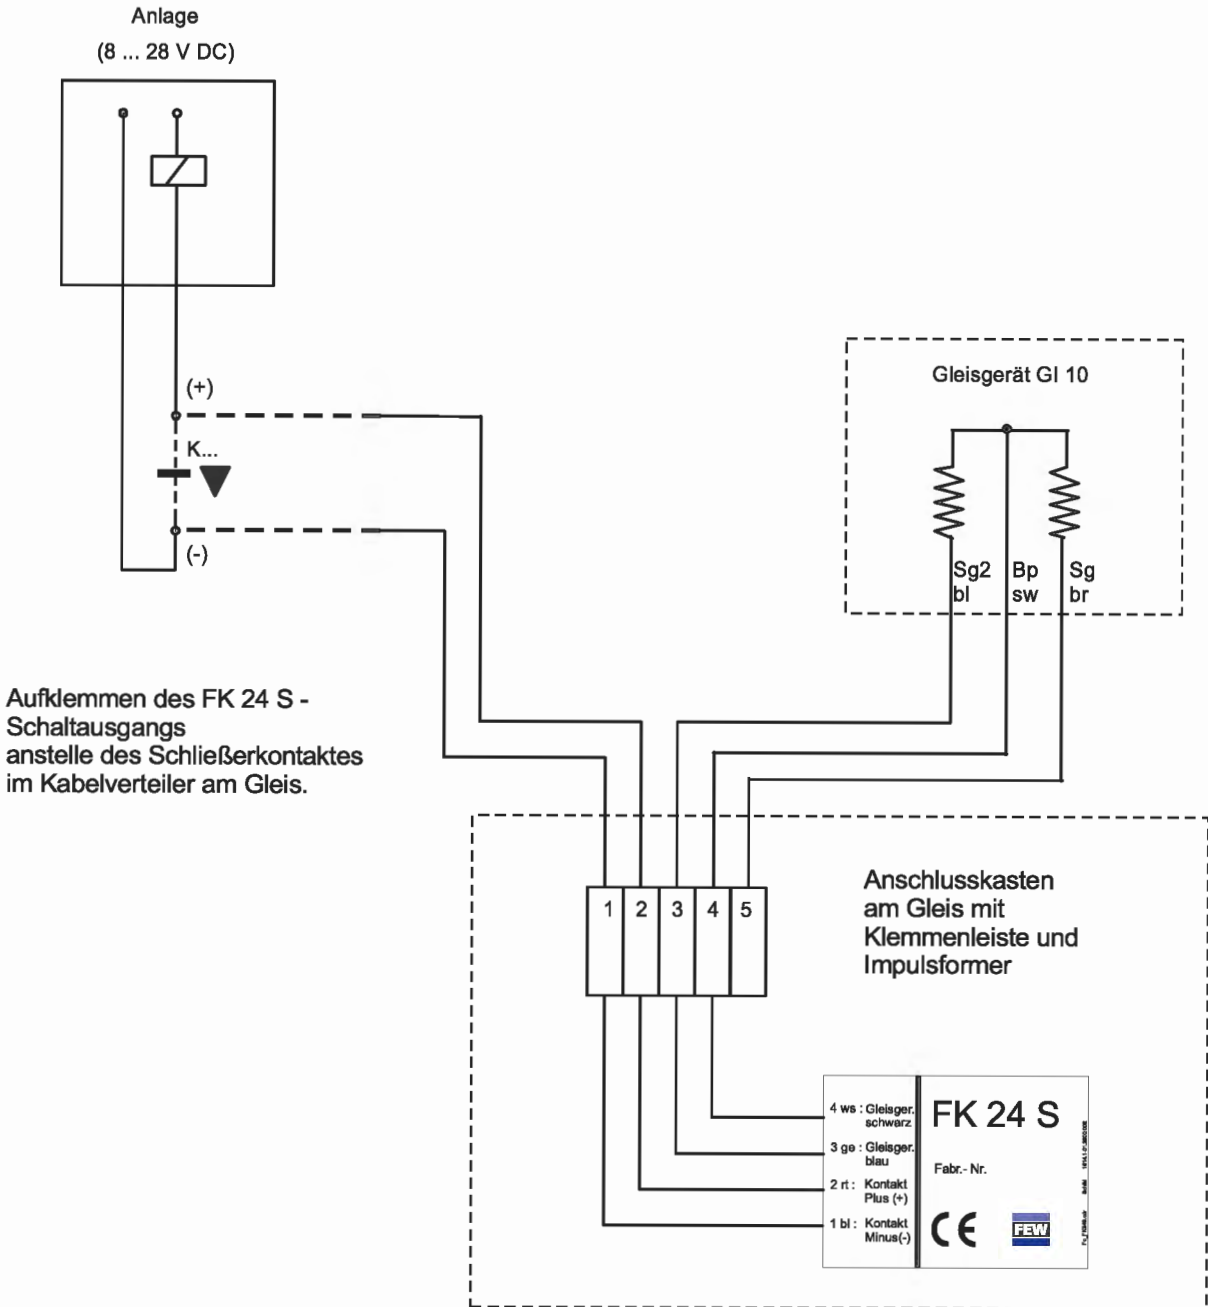 Anlage
(8 ... 28 V DC)
(+)
K...
(-)
Gleisgerät GI 10
Sg2 Bp Sg
bl sw br
Aufklemmen des FK 24 S -
Schaltausgangs
anstelle des Schließerkontaktes
im Kabelverteiler am Gleis.
Anschlusskasten
am Gleis mit
Klemmenleiste und
Impulsformer
1 2 3 4 5
4 ws : Gleisger.
schwarz
3 ge : Gleisger.
blau
2 rt : Kontakt
Plus (+)
1 bl : Kontakt
Minus(-)
FK 24 S
Fabr.- Nr.
CE
FEW